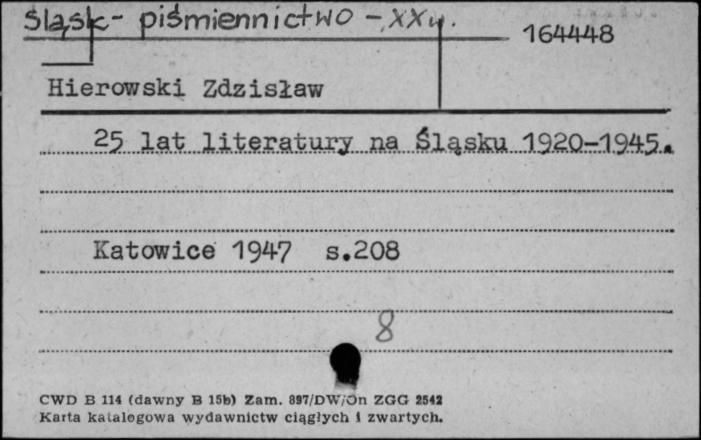 Śląsk - piśmiennictwo - XX w.
164448
Hierowski Zdzisław
25 lat literatury na Śląsku 1920-1945.
Katowice 1947 s.208
8
CWD B 114 (dawny B 15b) Zam. 897/DW/On ZGG 2542
Karta katalogowa wydawnictw ciągłych i zwartych.